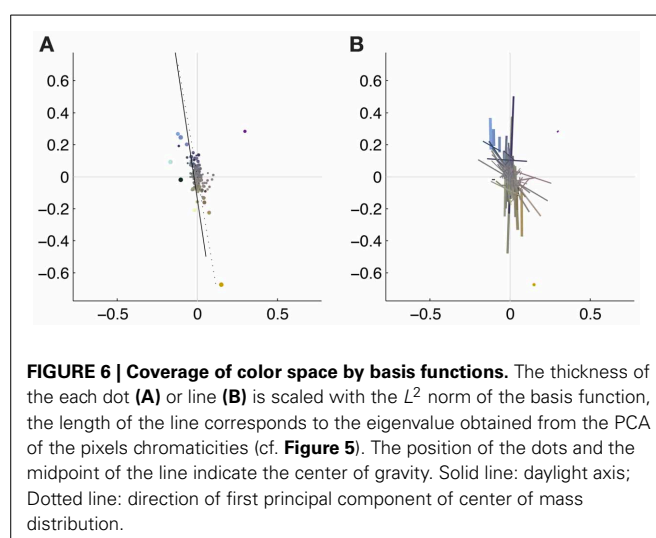 A
B
0.6
0.4
0.2
0
−0.2
−0.4
−0.6
−0.5
0
0.5
0.6
0.4
0.2
0
−0.2
−0.4
−0.6
−0.5
0
0.5
FIGURE 6 | Coverage of color space by basis functions. The thickness of
the each dot (A) or line (B) is scaled with the L² norm of the basis function,
the length of the line corresponds to the eigenvalue obtained from the PCA
of the pixels chromaticities (cf. Figure 5). The position of the dots and the
midpoint of the line indicate the center of gravity. Solid line: daylight axis;
Dotted line: direction of first principal component of center of mass
distribution.